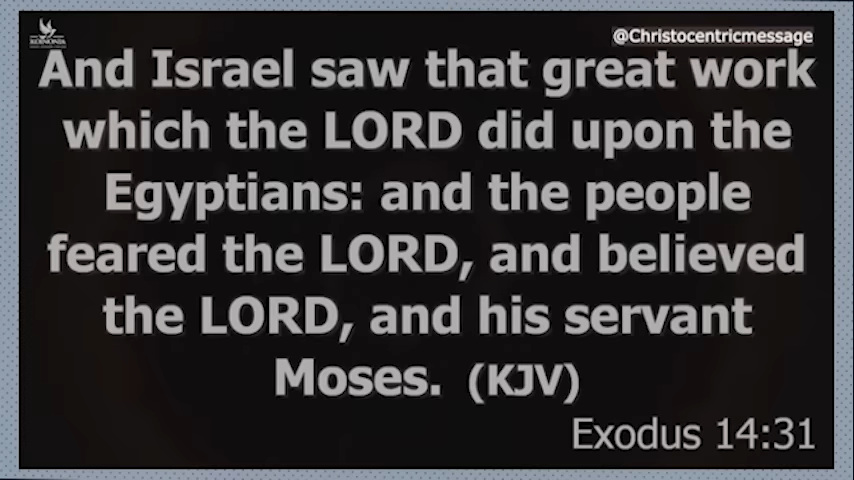 KOINONIA
@Christocentricmessage
And Israel saw that great work
which the LORD did upon the
Egyptians: and the people
feared the LORD, and believed
the LORD, and his servant
Moses. (KJV)
Exodus 14:31